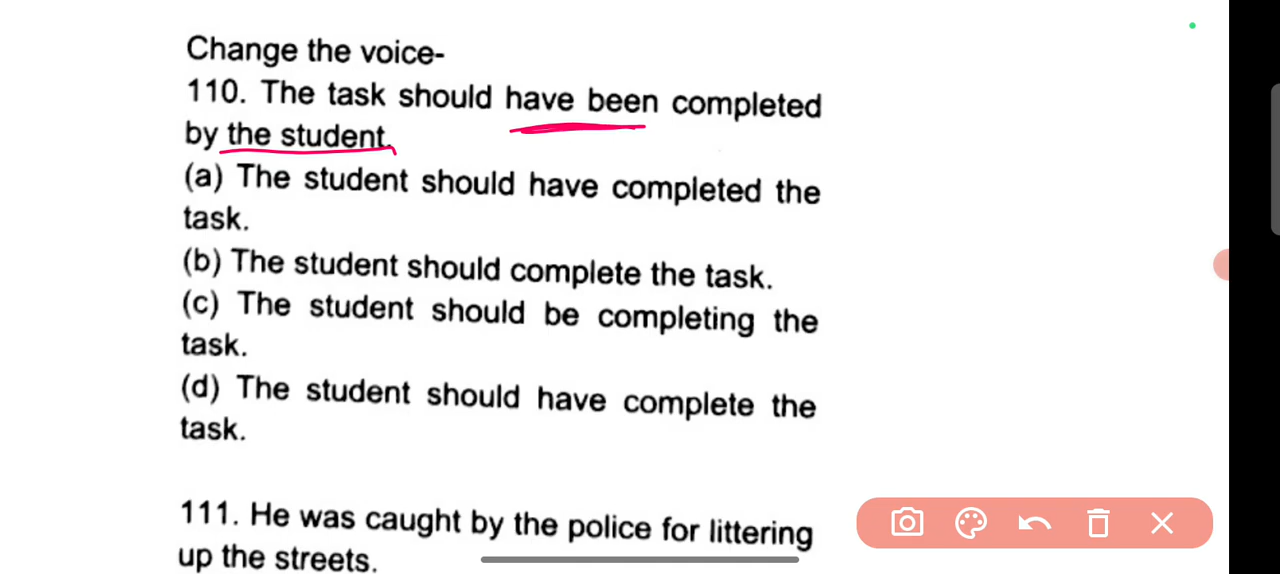 Change the voice-
110. The task should have been completed
by the student.
(a) The student should have completed the
task.
(b) The student should complete the task.
(c) The student should be completing the
task.
(d) The student should have complete the
task.
111. He was caught by the police for littering
up the streets.